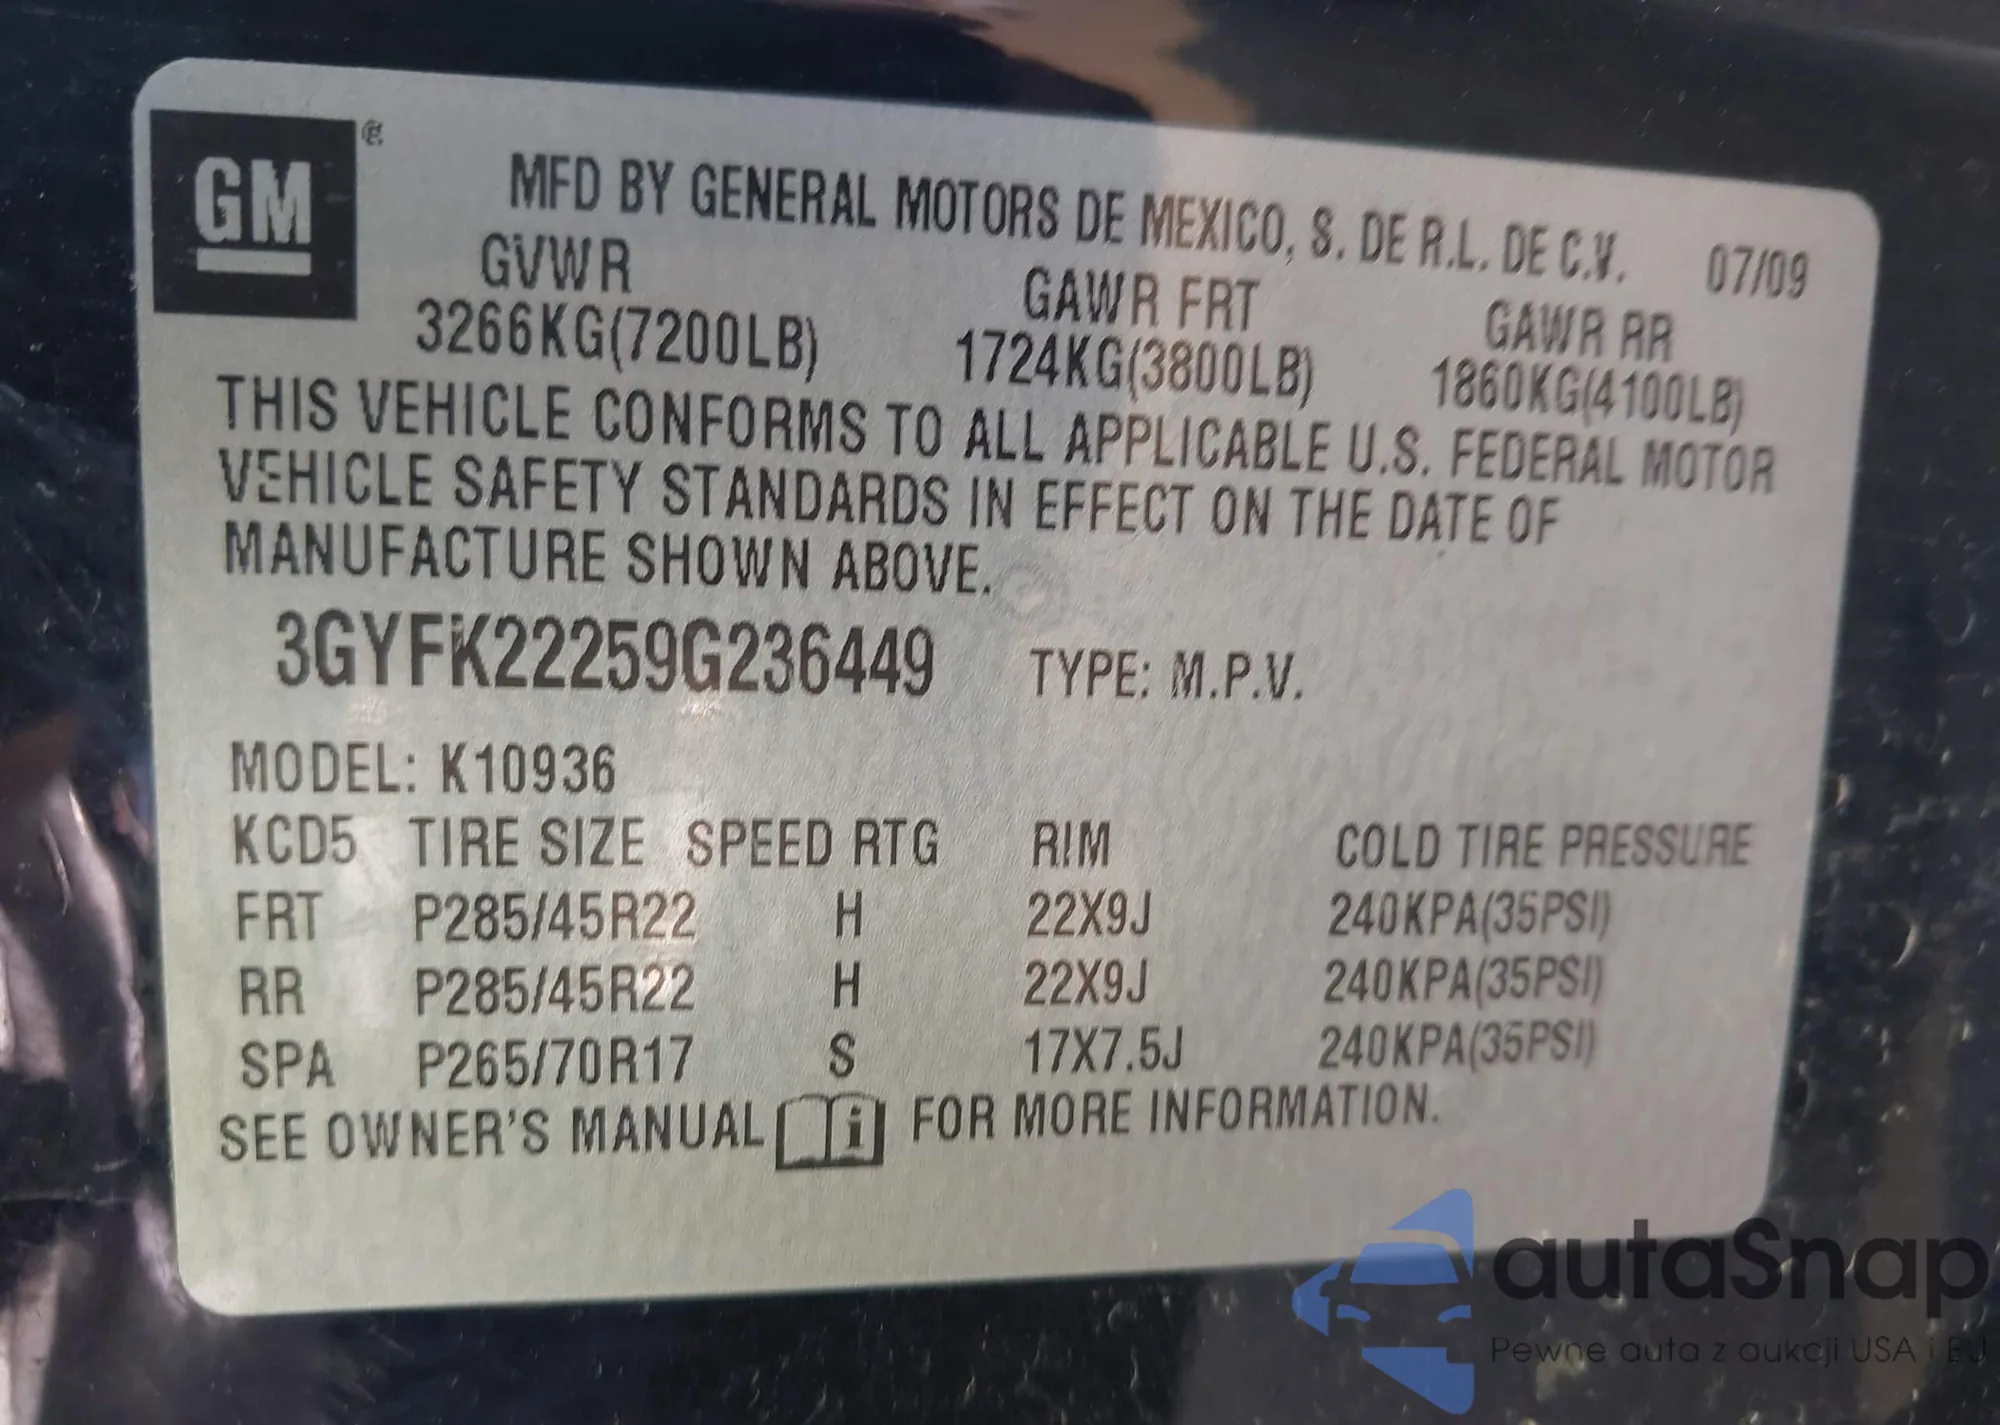 GM®
MFD BY GENERAL MOTORS DE MEXICO, S. DE R.L. DE C.V. 07/09
GVWR GAWR FRT GAWR RR
3266KG(7200LB) 1724KG(3800LB) 1860KG(4100LB)
THIS VEHICLE CONFORMS TO ALL APPLICABLE U.S. FEDERAL MOTOR
VEHICLE SAFETY STANDARDS IN EFFECT ON THE DATE OF
MANUFACTURE SHOWN ABOVE.
3GYFK22259G236449 TYPE: M.P.V.
MODEL: K10936
KCD5 TIRE SIZE SPEED RTG RIM COLD TIRE PRESSURE
FRT P285/45R22 H 22X9J 240KPA(35PSI)
RR P285/45R22 H 22X9J 240KPA(35PSI)
SPA P265/70R17 S 17X7.5J 240KPA(35PSI)
SEE OWNER'S MANUAL i FOR MORE INFORMATION.
autaSnap
Pewne auta z aukcji USA i EU